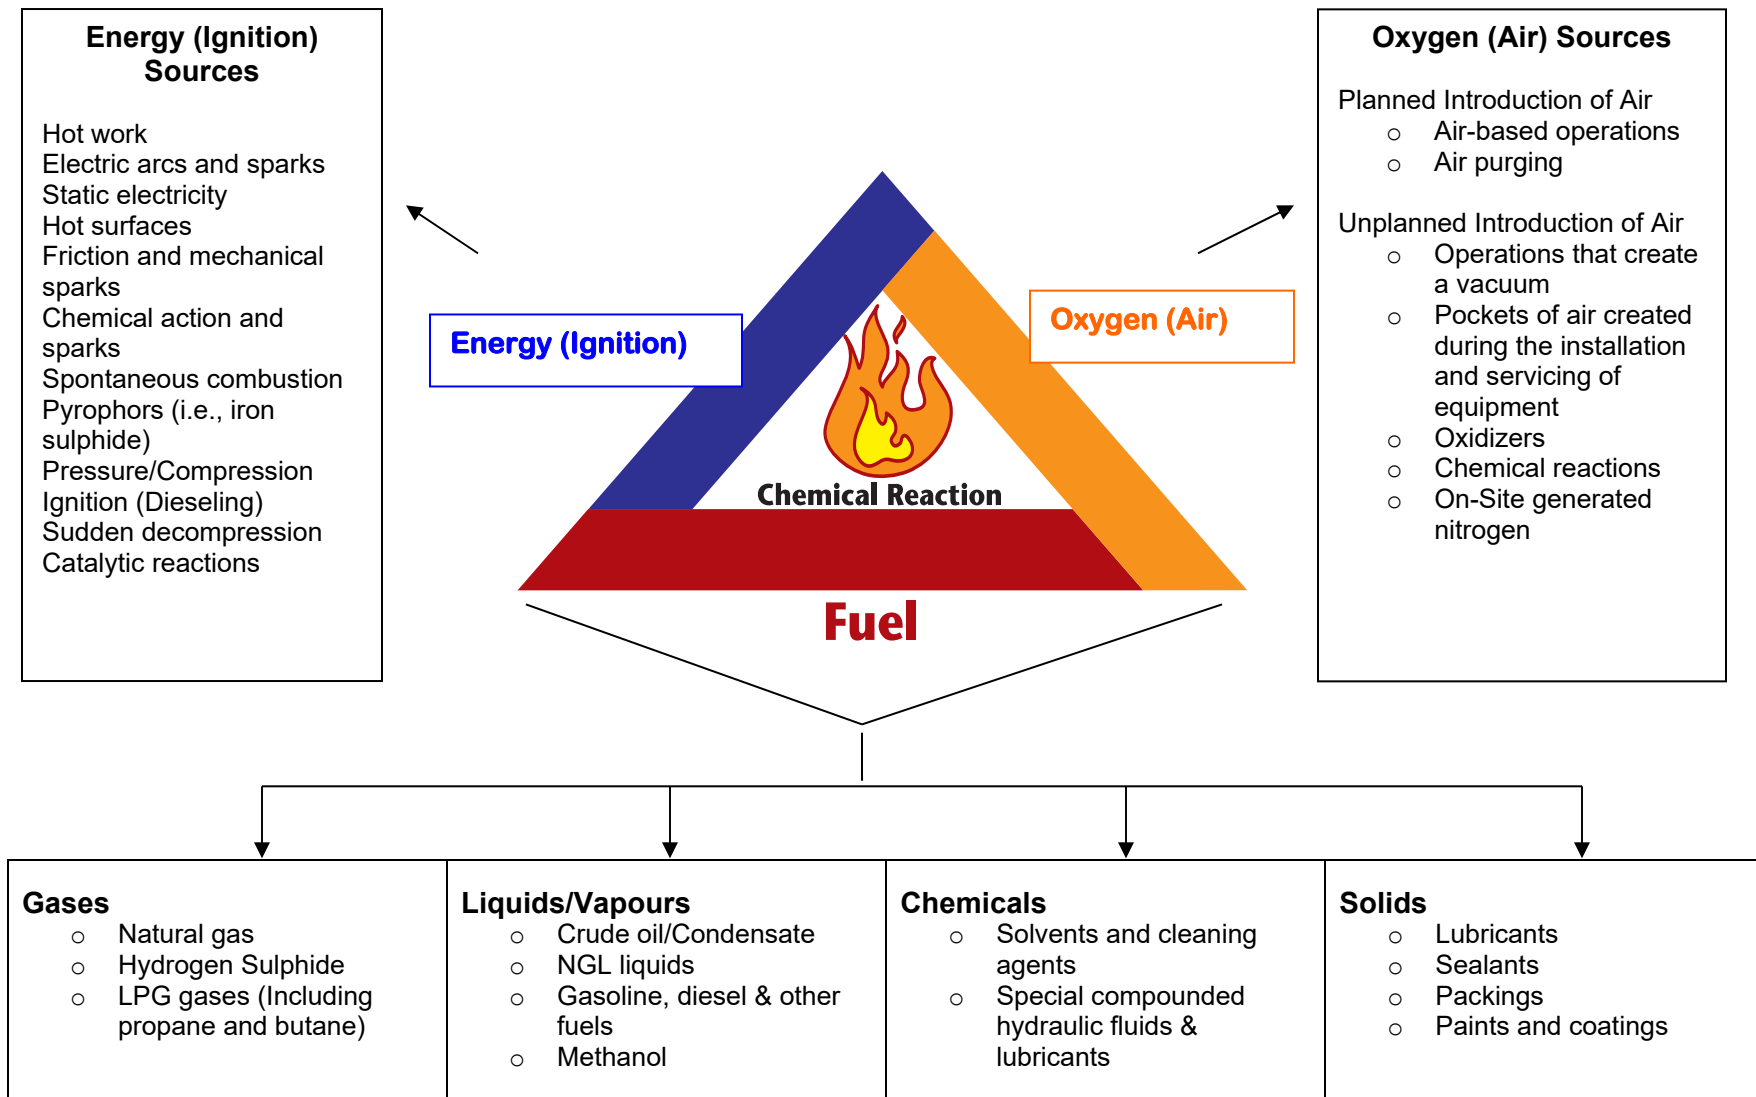 Energy (Ignition)
Sources
Hot work
Electric arcs and sparks
Static electricity
Hot surfaces
Friction and mechanical
sparks
Chemical action and
sparks
Spontaneous combustion
Pyrophors (i.e., iron
sulphide)
Pressure/Compression
Ignition (Dieseling)
Sudden decompression
Catalytic reactions
Energy (Ignition)
Oxygen (Air)
Chemical Reaction
Fuel
Oxygen (Air) Sources
Planned Introduction of Air
o Air-based operations
o Air purging
Unplanned Introduction of Air
o Operations that create
a vacuum
o Pockets of air created
during the installation
and servicing of
equipment
o Oxidizers
o Chemical reactions
o On-Site generated
nitrogen
Gases
o Natural gas
o Hydrogen Sulphide
o LPG gases (Including
propane and butane)
Liquids/Vapours
o Crude oil/Condensate
o NGL liquids
o Gasoline, diesel & other
fuels
o Methanol
Chemicals
o Solvents and cleaning
agents
o Special compounded
hydraulic fluids &
lubricants
Solids
o Lubricants
o Sealants
o Packings
o Paints and coatings